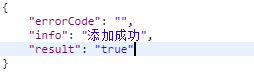 {
    "errorCode": "",
    "info": "添加成功",
    "result": "true"
}